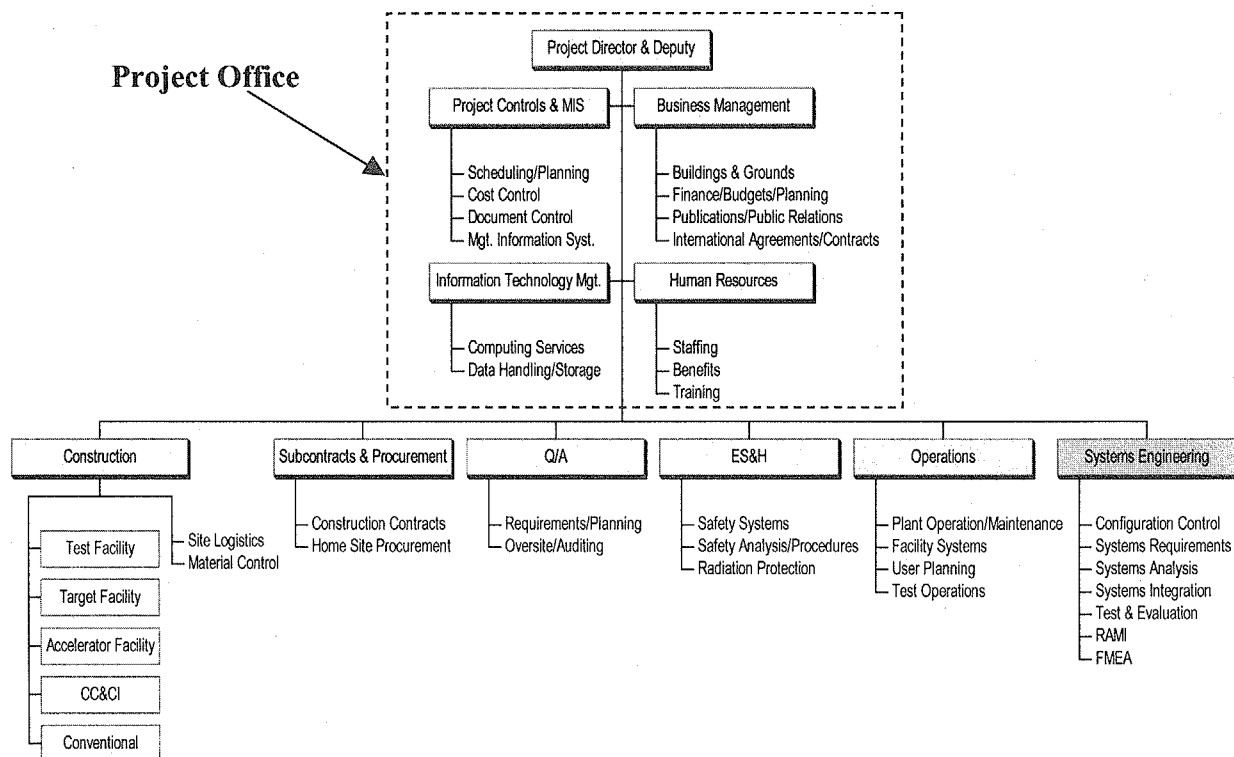 Project Office
Project Director & Deputy
Project Controls & MIS
Scheduling/Planning
Cost Control
Document Control
Mgt. Information Syst.
Business Management
Buildings & Grounds
Finance/Budgets/Planning
Publications/Public Relations
International Agreements/Contracts
Information Technology Mgt.
Computing Services
Data Handling/Storage
Human Resources
Staffing
Benefits
Training
Construction
Test Facility
Target Facility
Accelerator Facility
CC&CI
Conventional
Site Logistics
Material Control
Subcontracts & Procurement
Construction Contracts
Home Site Procurement
Q/A
Requirements/Planning
Oversite/Auditing
ES&H
Safety Systems
Safety Analysis/Procedures
Radiation Protection
Operations
Plant Operation/Maintenance
Facility Systems
User Planning
Test Operations
Systems Engineering
Configuration Control
Systems Requirements
Systems Analysis
Systems Integration
Test & Evaluation
RAMI
FMEA